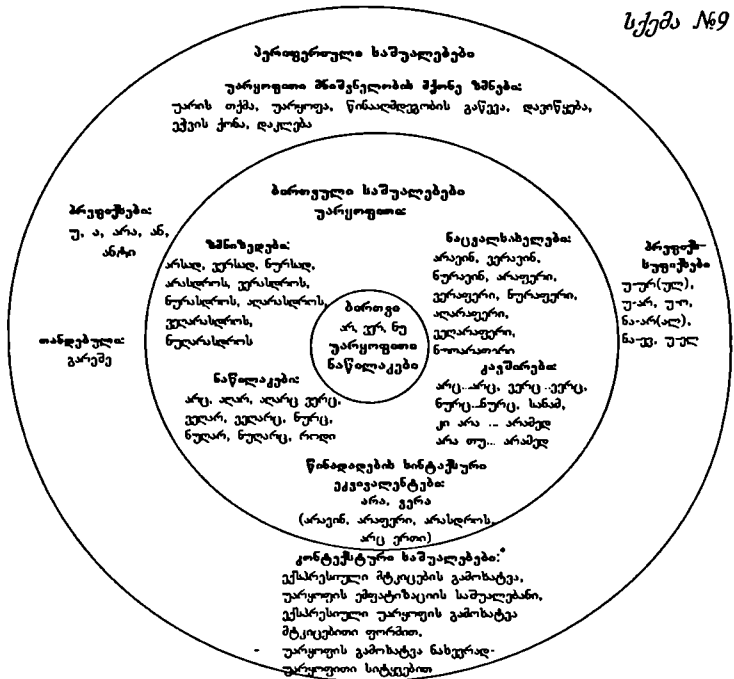 სქემა №9
პერიფერიული საშუალებები
უარყოფითი მნიშვნელობის მქონე ზმნები:
უარის თქმა, უარყოფა, წინააღმდეგობის გაწევა, დავიწყება,
ეჭვის ქონა, დაკლება
პრეფიქსები:
უ, ა, არა, ან,
ანტი
თანდებული:
გარეშე
ბირთვული საშუალებები
უარყოფითი:
ზმნიზედები:
არსად, ვერსად, ნურსად,
არასდროს, ვერასდროს,
ნურასდროს, აღარასდროს,
ვეღარასდროს,
ნუღარასდროს
ნაწილაკები:
არც, აღარ, აღარც ვერც,
ვეღარ, ვეღარც, ნურც,
ნუღარ, ნუღარც, როდი
ბირთვი
არ, ვერ, ნუ
უარყოფითი
ნაწილაკები
ნაცვალსახელები:
არავინ, ვერავინ,
ნურავინ, არაფერი,
ვერაფერი, ნურაფერი,
აღარაფერი,
ვეღარაფერი,
ნუღარაფერი
კავშირები:
არც...არც, ვერც...ვერც,
ნურც...ნურც, სანამ,
კი არა ... არამედ
არა თუ... არამედ
პრეფიქს-
სუფიქსები
უ-ურ(ულ),
უ-არ, უ-ო,
ნა-არ(ალ),
ნა-ევ, უ-ელ
წინადადების სინტაქსური
ეკვივალენტები:
არა, ვერა
(არავინ, არაფერი, არასდროს,
არც ერთი)
კონტექსტური საშუალებები:*
ექსპრესიული მტკიცების გამოხატვა,
უარყოფის ემფატიზაციის საშუალებანი,
ექსპრესიული უარყოფის გამოხატვა
მტკიცებითი ფორმით,
- უარყოფის გამოხატვა ნახევრად-
უარყოფითი სიტყვებით